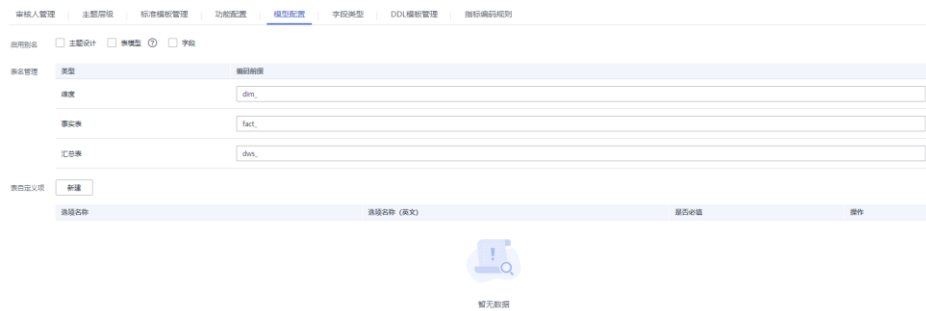 审核人管理 主题层级 标准模板管理 功能配置 模型配置 字段类型 DDL模板管理 指标编码规则
启用别名 主题设计 表模型 ? 字段
表名管理 类型 编码前缀
维度 dim_
事实表 fact_
汇总表 dws_
表自定义项 新建
选项名称 选项名称（英文） 是否必填 操作
暂无数据